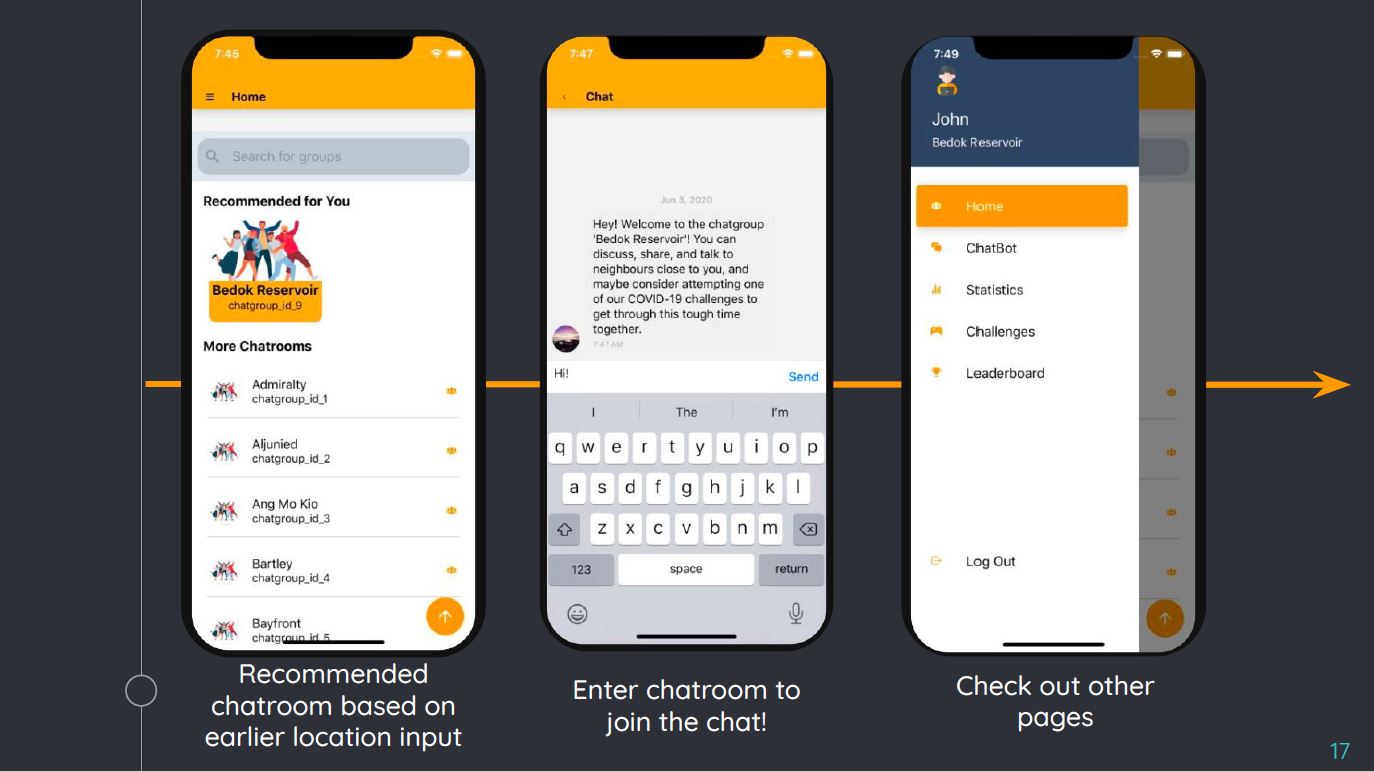 7:45
Home
Search for groups
Recommended for You
Bedok Reservoir
chatgroup_id_9
More Chatrooms
Admiralty
chatgroup_id_1
Aljunied
chatgroup_id_2
Ang Mo Kio
chatgroup_id_3
Bartley
chatgroup_id_4
Bayfront
chatgroup_id_5
Recommended
chatroom based on
earlier location input
7:47
Chat
Jun 3, 2020
Hey! Welcome to the chatgroup
'Bedok Reservoir'! You can
discuss, share, and talk to
neighbours close to you, and
maybe consider attempting one
of our COVID-19 challenges to
get through this tough time
together.
7:47 AM
Hi!
Send
I The I'm
q w e r t y u i o p
a s d f g h j k l
z x c v b n m
123 space return
Enter chatroom to
join the chat!
7:49
John
Bedok Reservoir
Home
ChatBot
Statistics
Challenges
Leaderboard
Log Out
Check out other
pages
17